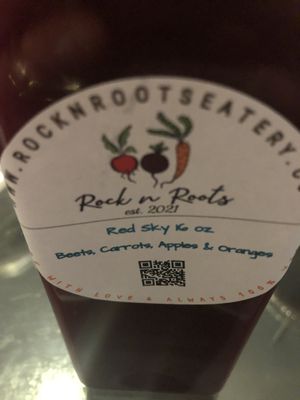 .ROCKNROOTSEATERY.
Rock n Roots
est. 2021
Red Sky 16 oz
Beets, Carrots, Apples & Oranges
WITH LOVE & ALWAYS 100%